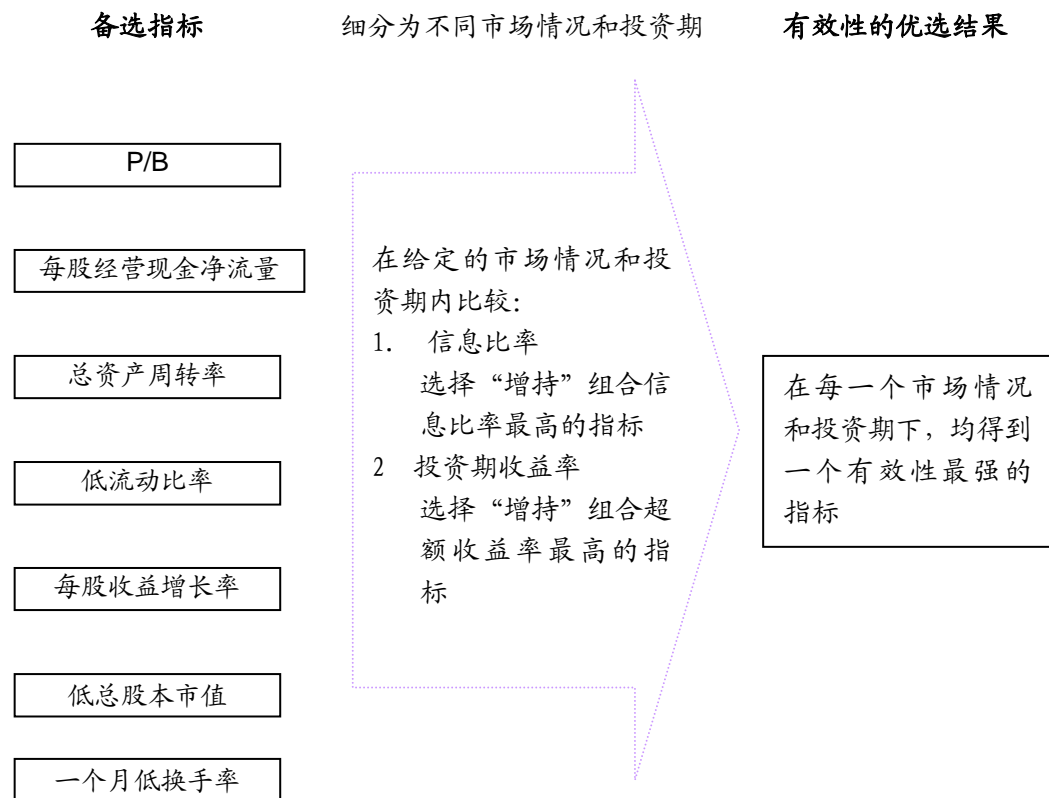 备选指标
细分为不同市场情况和投资期
有效性的优选结果
P/B
每股经营现金净流量
总资产周转率
低流动比率
每股收益增长率
低总股本市值
一个月低换手率
在给定的市场情况和投
资期内比较：
1. 信息比率
选择“增持”组合信
息比率最高的指标
2 投资期收益率
选择“增持”组合超
额收益率最高的指
标
在每一个市场情况
和投资期下，均得到
一个有效性最强的
指标